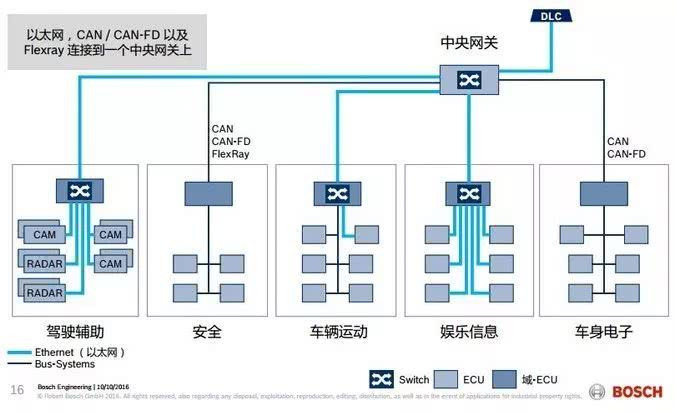 以太网，CAN / CAN-FD 以及
Flexray 连接到一个中央网关上
DLC
中央网关
CAN
CAN-FD
FlexRay
CAN
CAN-FD
CAM
CAM
RADAR
CAM
RADAR
驾驶辅助
安全
车辆运动
娱乐信息
车身电子
Ethernet（以太网）
Bus-Systems
Switch
ECU
域-ECU
16
Bosch Engineering | 10/10/2016
© Robert Bosch GmbH 2016. All rights reserved, also regarding any disposal, exploitation, reproduction, editing, distribution, as well as in the event of applications for industrial property rights.
BOSCH